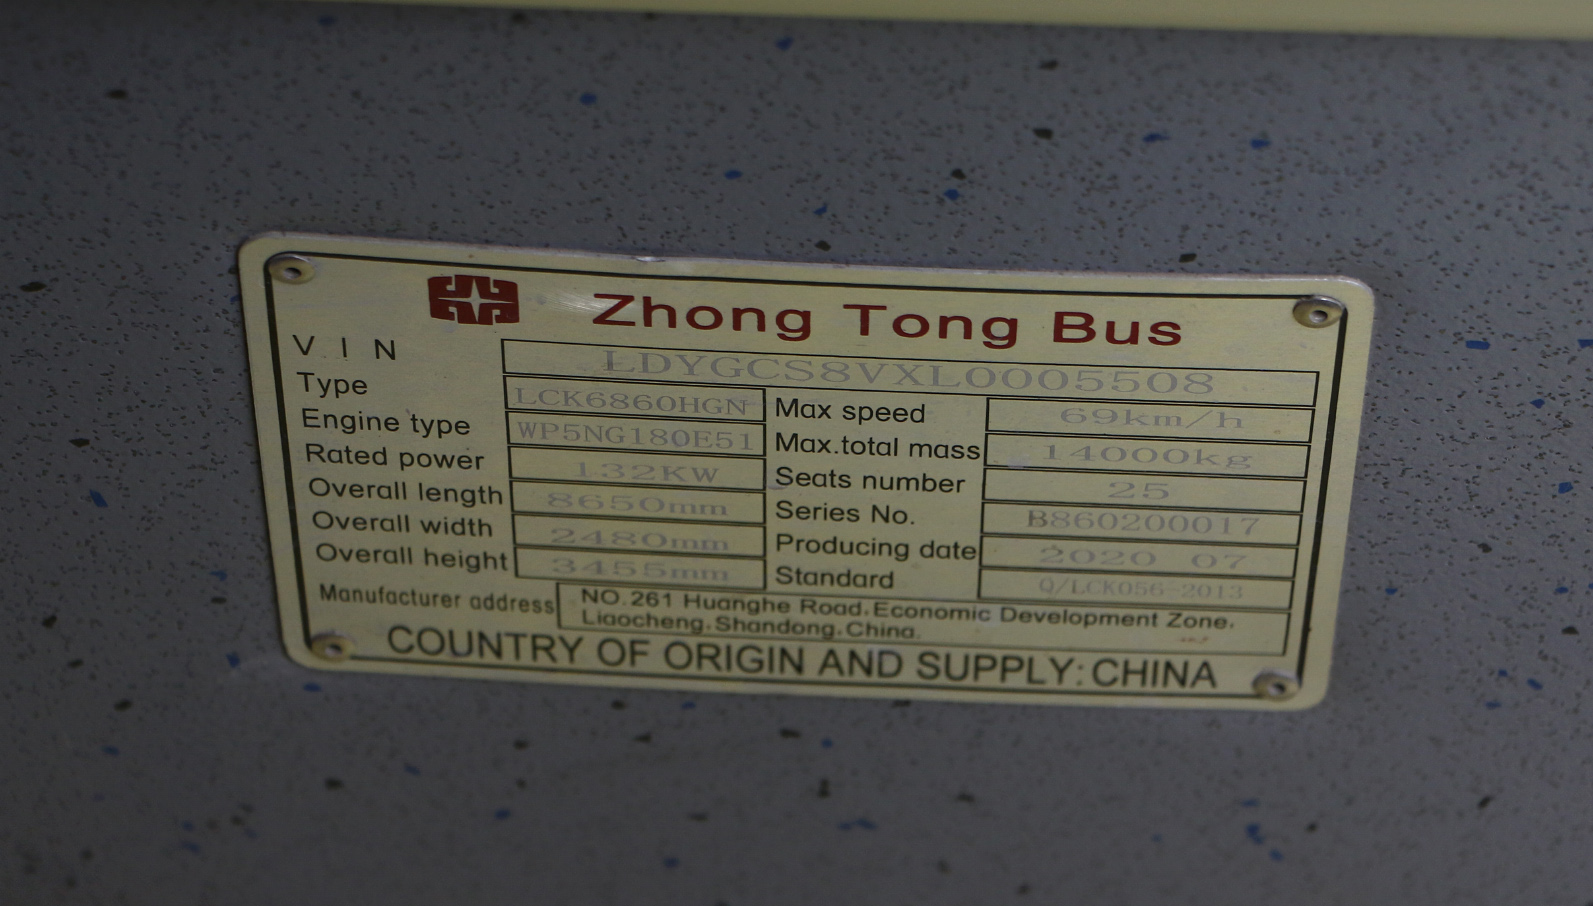 Zhong Tong Bus
VIN LDYGCS8VXL0005508
Type LCK6860HGN Max speed 69km/h
Engine type WP5NG180E51 Max.total mass 14000kg
Rated power 132KW Seats number 25
Overall length 8650mm Series No. B860200017
Overall width 2480mm Producing date 2020 07
Overall height 3455mm Standard Q/LCK056-2013
Manufacturer address NO.261 Huanghe Road,Economic Development Zone,
Liaocheng,Shandong,China.
COUNTRY OF ORIGIN AND SUPPLY:CHINA